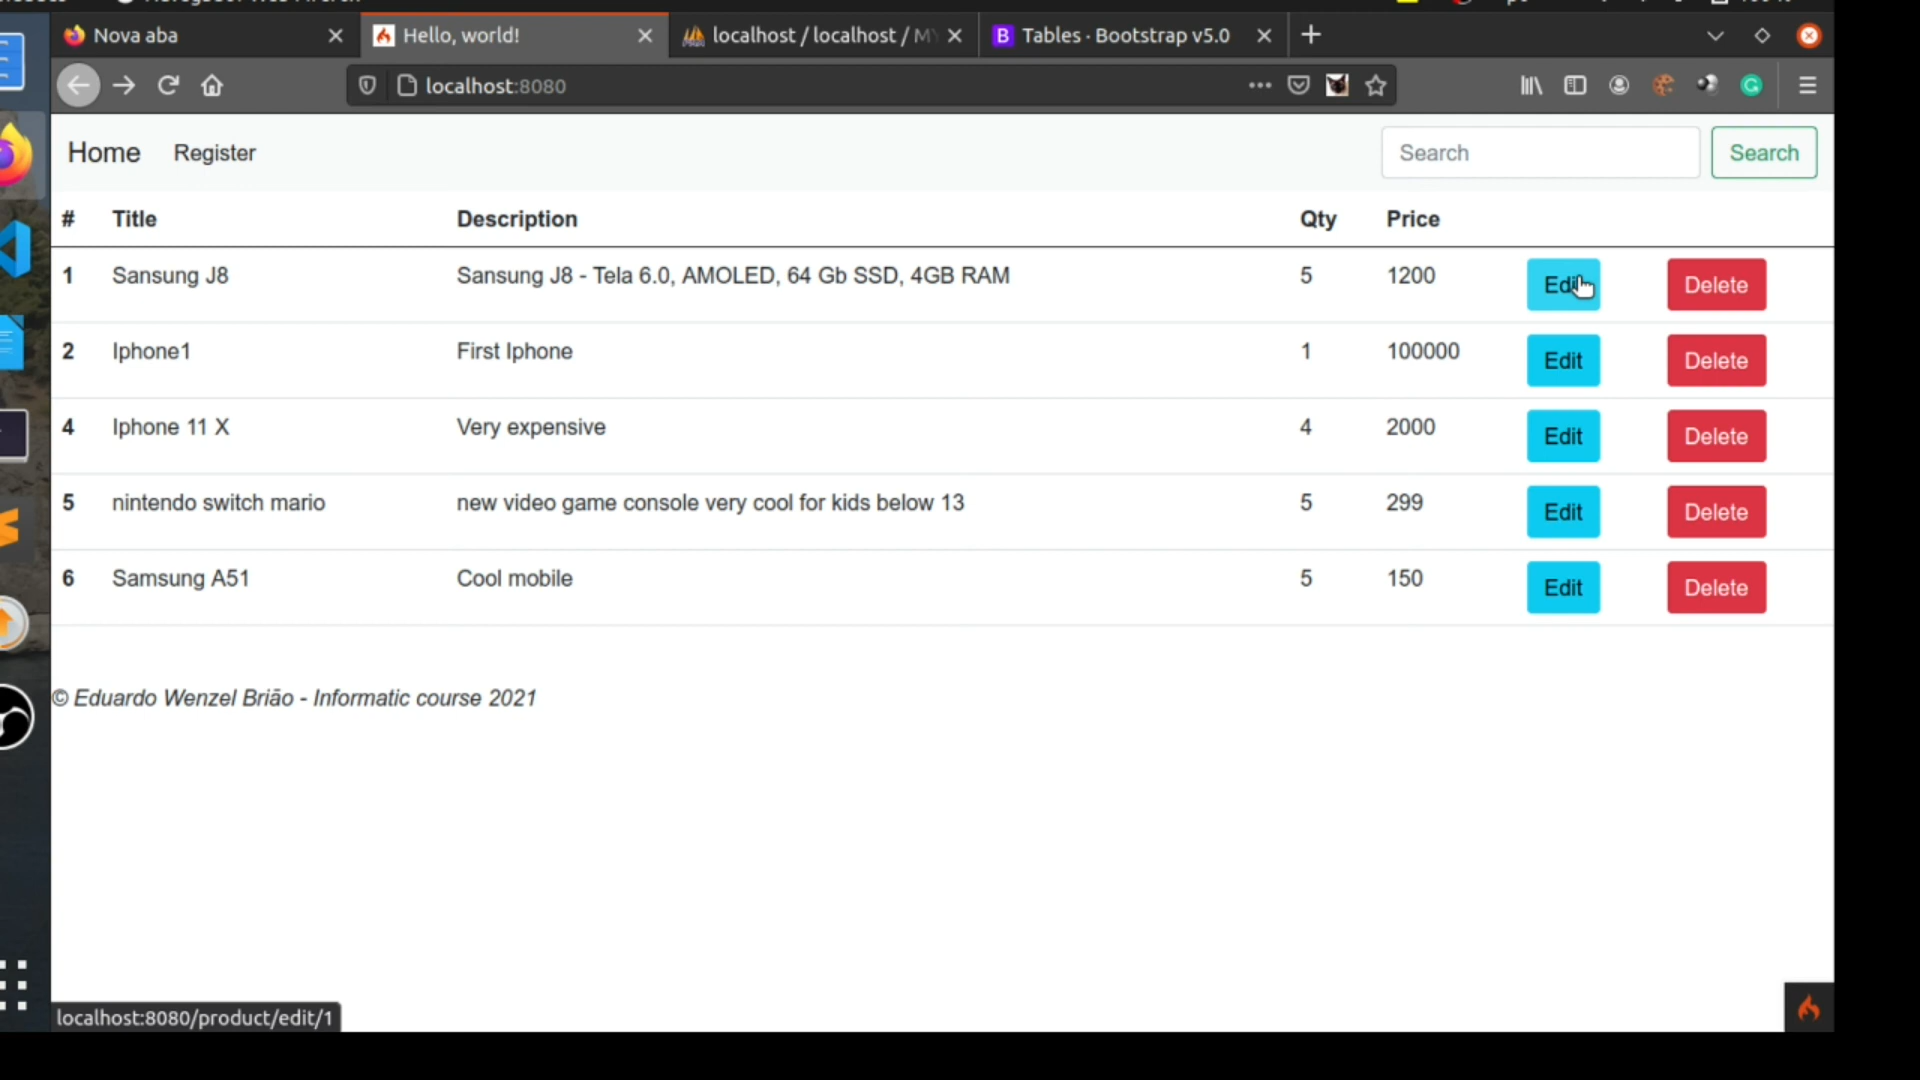 Nova aba
Hello, world!
localhost / localhost / M
Tables · Bootstrap v5.0
localhost:8080
Home Register Search Search
# Title Description Qty Price
1 Sansung J8 Sansung J8 - Tela 6.0, AMOLED, 64 Gb SSD, 4GB RAM 5 1200 Edit Delete
2 Iphone1 First Iphone 1 100000 Edit Delete
4 Iphone 11 X Very expensive 4 2000 Edit Delete
5 nintendo switch mario new video game console very cool for kids below 13 5 299 Edit Delete
6 Samsung A51 Cool mobile 5 150 Edit Delete
© Eduardo Wenzel Brião - Informatic course 2021
localhost:8080/product/edit/1